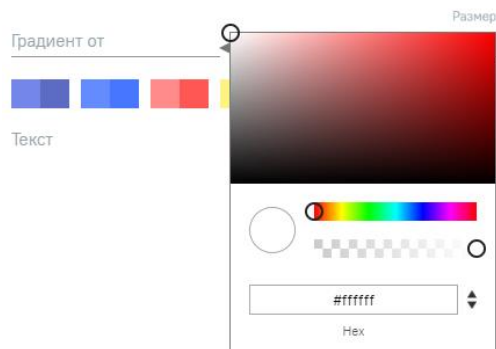 Размер
Градиент от
Текст
#ffffff
Hex